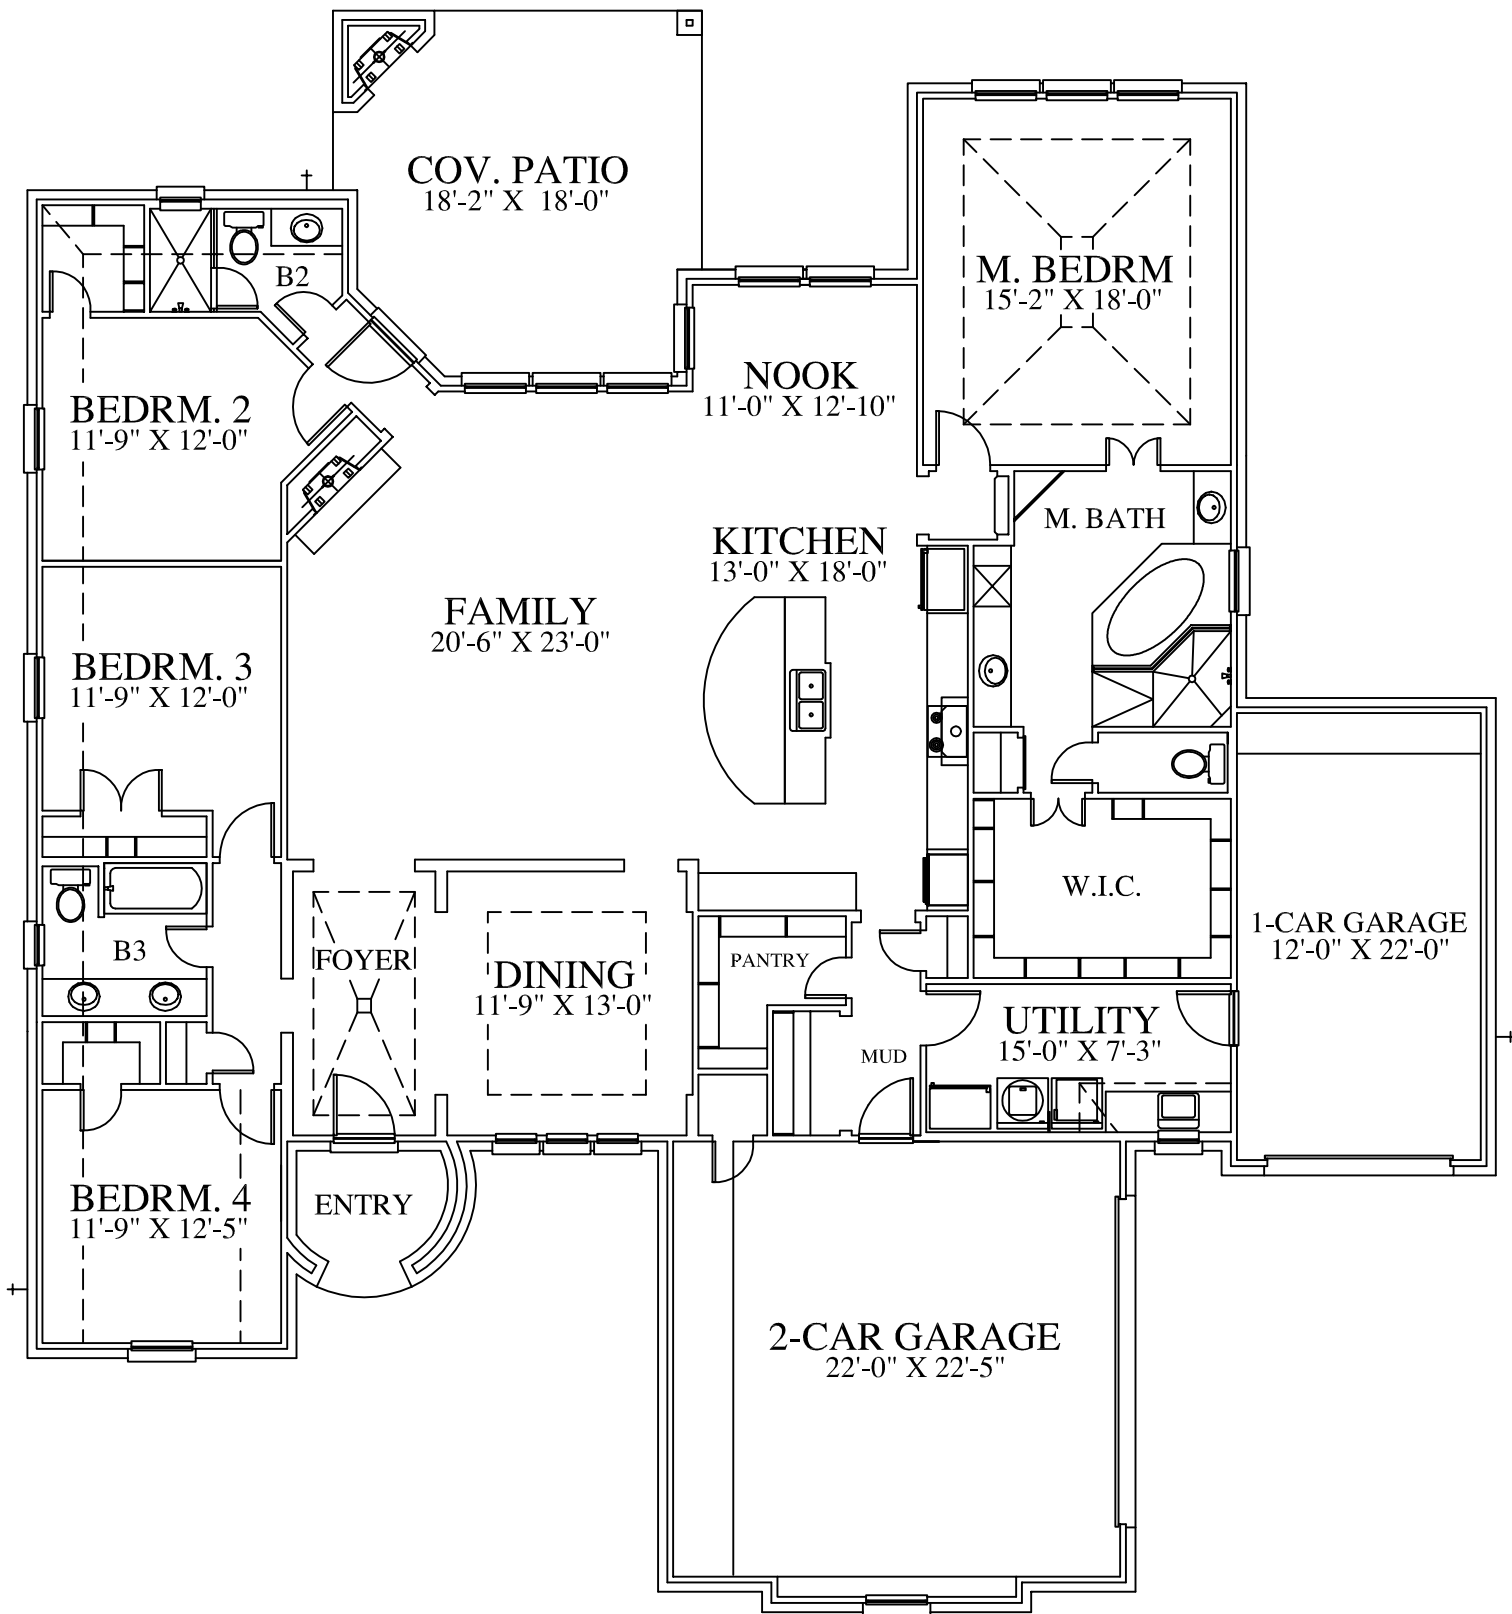 COV. PATIO
18'-2" X 18'-0"
M. BEDRM
15'-2" X 18'-0"
B2
NOOK
11'-0" X 12'-10"
BEDRM. 2
11'-9" X 12'-0"
M. BATH
KITCHEN
13'-0" X 18'-0"
FAMILY
20'-6" X 23'-0"
BEDRM. 3
11'-9" X 12'-0"
W.I.C.
1-CAR GARAGE
12'-0" X 22'-0"
B3
FOYER
DINING
11'-9" X 13'-0"
PANTRY
UTILITY
15'-0" X 7'-3"
MUD
BEDRM. 4
11'-9" X 12'-5"
ENTRY
2-CAR GARAGE
22'-0" X 22'-5"